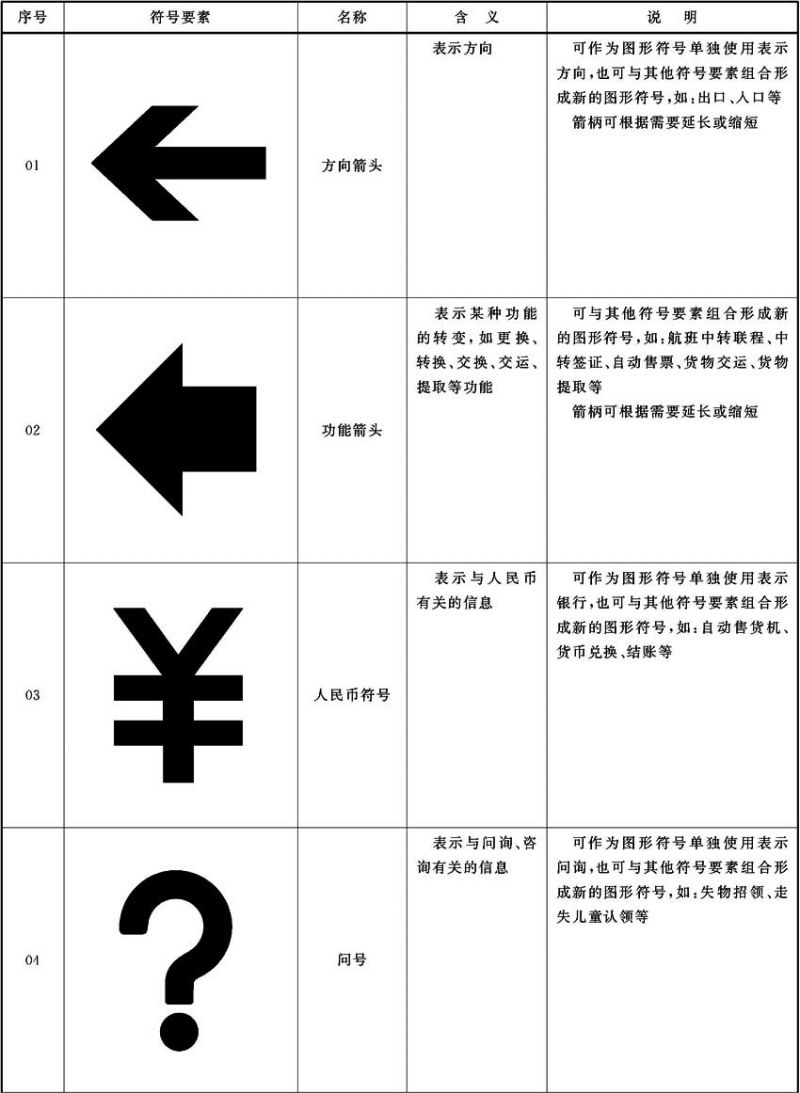 序号 符号要素 名称 含义 说明
01
方向箭头
表示方向
可作为图形符号单独使用表示
方向,也可与其他符号要素组合形
成新的图形符号,如:出口、人口等
箭柄可根据需要延长或缩短
02
功能箭头
表示某种功能
的转变,如更换、
转换、交换、交运、
提取等功能
可与其他符号要素组合形成新
的图形符号,如:航班中转联程、中
转签证、自动售票、货物交运、货物
提取等
箭柄可根据需要延长或缩短
03
¥
人民币符号
表示与人民币
有关的信息
可作为图形符号单独使用表示
银行,也可与其他符号要素组合形
成新的图形符号,如:自动售货机、
货币兑换、结账等
04
?
问号
表示与问询、咨
询有关的信息
可作为图形符号单独使用表示
问询,也可与其他符号要素组合形
成新的图形符号,如:失物招领、走
失儿童认领等